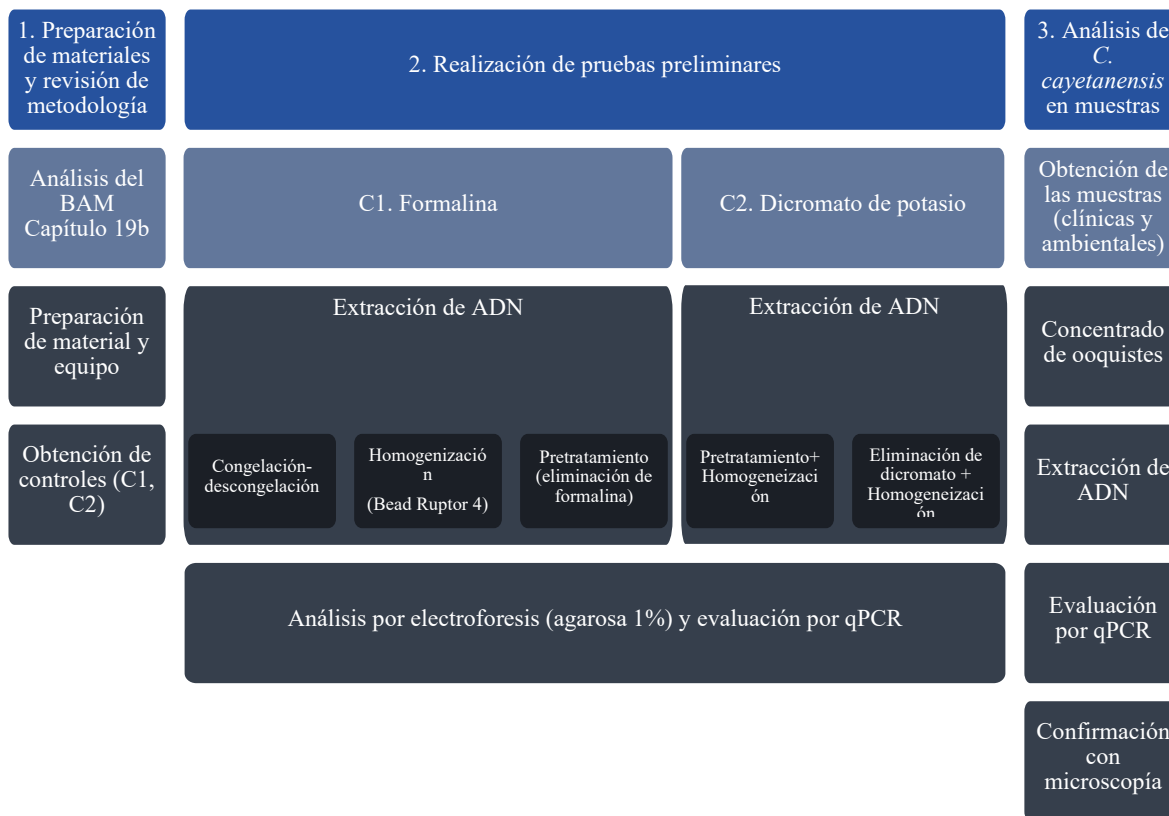 1. Preparación
de materiales
y revisión de
metodología
2. Realización de pruebas preliminares
3. Análisis de
C.
cayetanensis
en muestras
Análisis del
BAM
Capítulo 19b
C1. Formalina
C2. Dicromato de potasio
Obtención de
las muestras
(clínicas y
ambientales)
Preparación
de material y
equipo
Extracción de ADN
Extracción de ADN
Concentrado
de ooquistes
Obtención de
controles (C1,
C2)
Congelación-
descongelación
Homogenizació
n
(Bead Ruptor 4)
Pretratamiento
(eliminación de
formalina)
Pretratamiento+
Homogeneizaci
ón
Eliminación de
dicromato +
Homogeneizaci
ón
Extracción de
ADN
Análisis por electroforesis (agarosa 1%) y evaluación por qPCR
Evaluación
por qPCR
Confirmación
con
microscopía